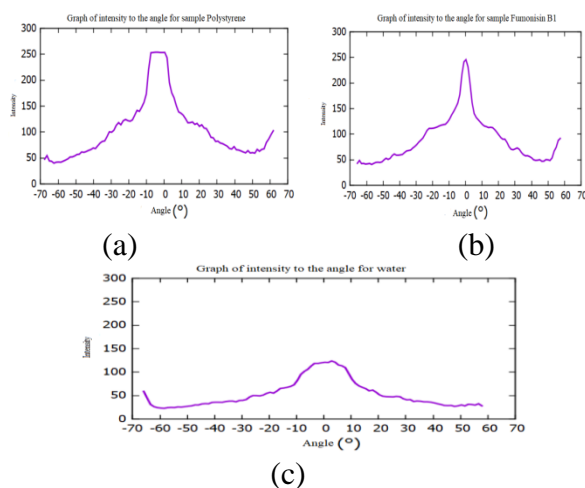 Graph of intensity to the angle for sample Polystyrene
300
250
200
150
100
50
0
Intensity
-70 -60 -50 -40 -30 -20 -10 0 10 20 30 40 50 60 70
Angle (°)
(a)
Graph of intensity to the angle for sample Fumonisin B1
300
250
200
150
100
50
0
Intensity
-70 -60 -50 -40 -30 -20 -10 0 10 20 30 40 50 60 70
Angle (°)
(b)
Graph of intensity to the angle for water
300
250
200
150
100
50
0
Intensity
-70 -60 -50 -40 -30 -20 -10 0 10 20 30 40 50 60 70
Angle (°)
(c)